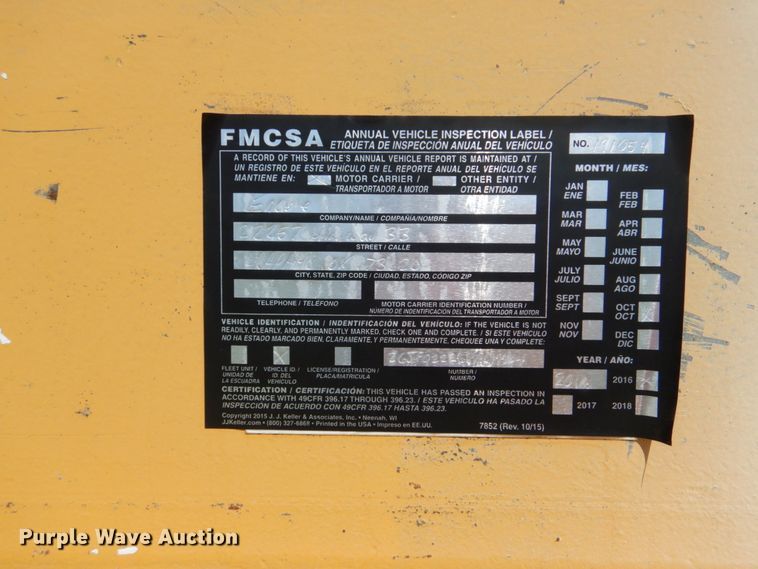 FMCSA ANNUAL VEHICLE INSPECTION LABEL /
ETIQUETA DE INSPECCIÓN ANUAL DEL VEHÍCULO
NO.
A RECORD OF THIS VEHICLE'S ANNUAL VEHICLE REPORT IS MAINTAINED AT /
UN REGISTRO DE ESTE VEHICULO EN EL REPORTE ANUAL DEL VEHICULO SE
MANTIENE EN: MOTOR CARRIER / OTHER ENTITY /
TRANSPORTADOR A MOTOR OTRA ENTIDAD
COMPANY/NAME / COMPAÑIA/NOMBRE
STREET / CALLE
CITY, STATE, ZIP CODE / CIUDAD, ESTADO, CODIGO ZIP
TELEPHONE / TELÉFONO
MOTOR CARRIER IDENTIFICATION NUMBER /
NÚMERO DE INDENTIFICACIÓN DEL TRANSPORTADOR A MOTOR
MONTH / MES:
JAN ENE
FEB FEB
MAR MAR
APR ABR
MAY MAYO
JUNE JUNIO
JULY JULIO
AUG AGO
SEPT SEPT
OCT OCT
NOV NOV
DEC DIC
VEHICLE IDENTIFICATION / INDENTIFICACIÓN DEL VEHÍCULO: IF THE VEHICLE IS NOT
READILY, CLEARLY, AND PERMANENTLY MARKED, CHECK ONE AND COMPLETE. / SI ESTE VEHÍCULO
NO HA ESTADO MARCADO BIEN, CLARAMENTE, Y PERMANENTEMENTE. CHEQUEE UNA Y COMPLETE:
FLEET UNIT / UNIDAD DE LA ESCUADRA
VEHICLE ID. / ID. DEL VEHÍCULO
LICENSE/REGISTRATION / PLACA/MATRICULA
NUMBER / NÚMERO
YEAR / AÑO:
2016
2017 2018
CERTIFICATION / CERTIFICACIÓN: THIS VEHICLE HAS PASSED AN INSPECTION IN
ACCORDANCE WITH 49CFR 396.17 THROUGH 396.23. / ESTE VEHÍCULO HA PASADO LA
INSPECCIÓN DE ACUERDO CON 49CFR 396.17 HASTA 396.23.
Copyright 2015 J. J. Keller & Associates, Inc. • Neenah, WI
JJKeller.com • (800) 327-6868 • Printed in the USA • Impreso en EE.UU.
7852 (Rev. 10/15)
Purple Wave Auction